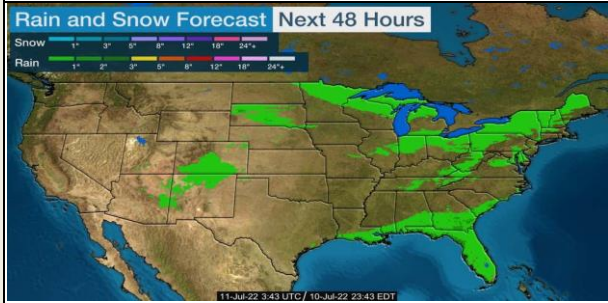 Rain and Snow Forecast Next 48 Hours
Snow
1" 3" 5" 8" 12" 18" 24"+
Rain
1" 2" 3" 5" 8" 12" 18" 24"+
11-Jul-22 3:43 UTC / 10-Jul-22 23:43 EDT